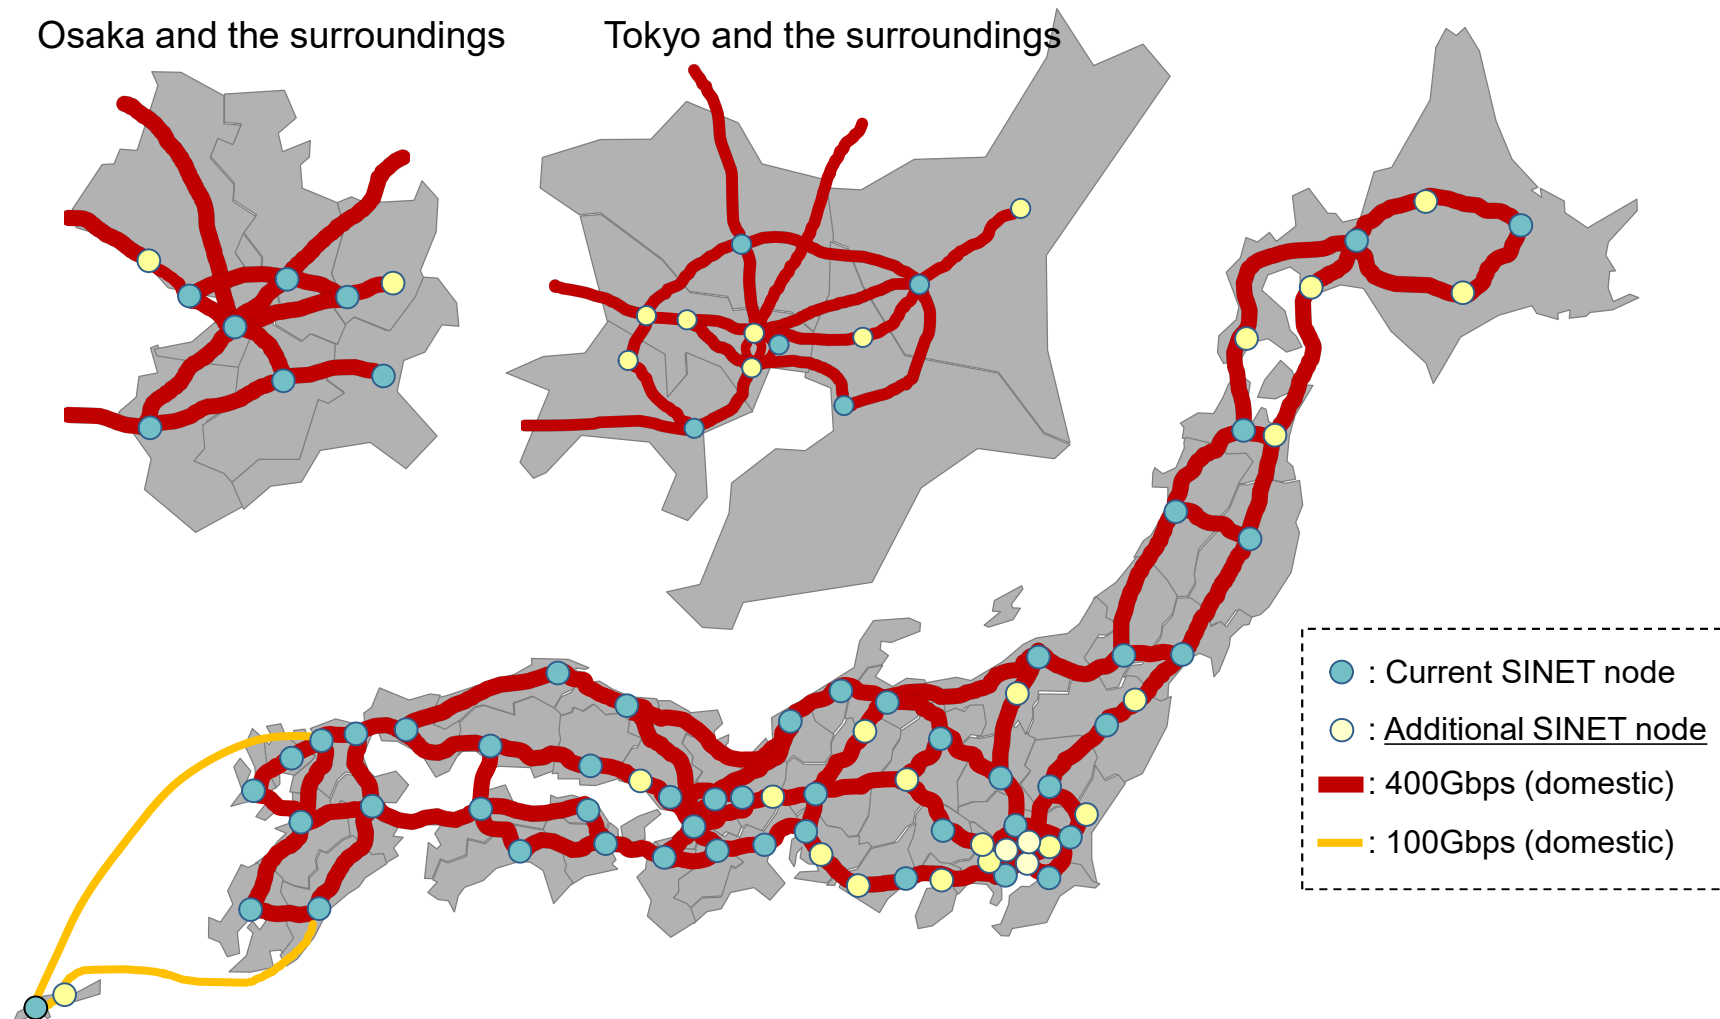 Osaka and the surroundings
Tokyo and the surroundings
: Current SINET node
: Additional SINET node
: 400Gbps (domestic)
: 100Gbps (domestic)